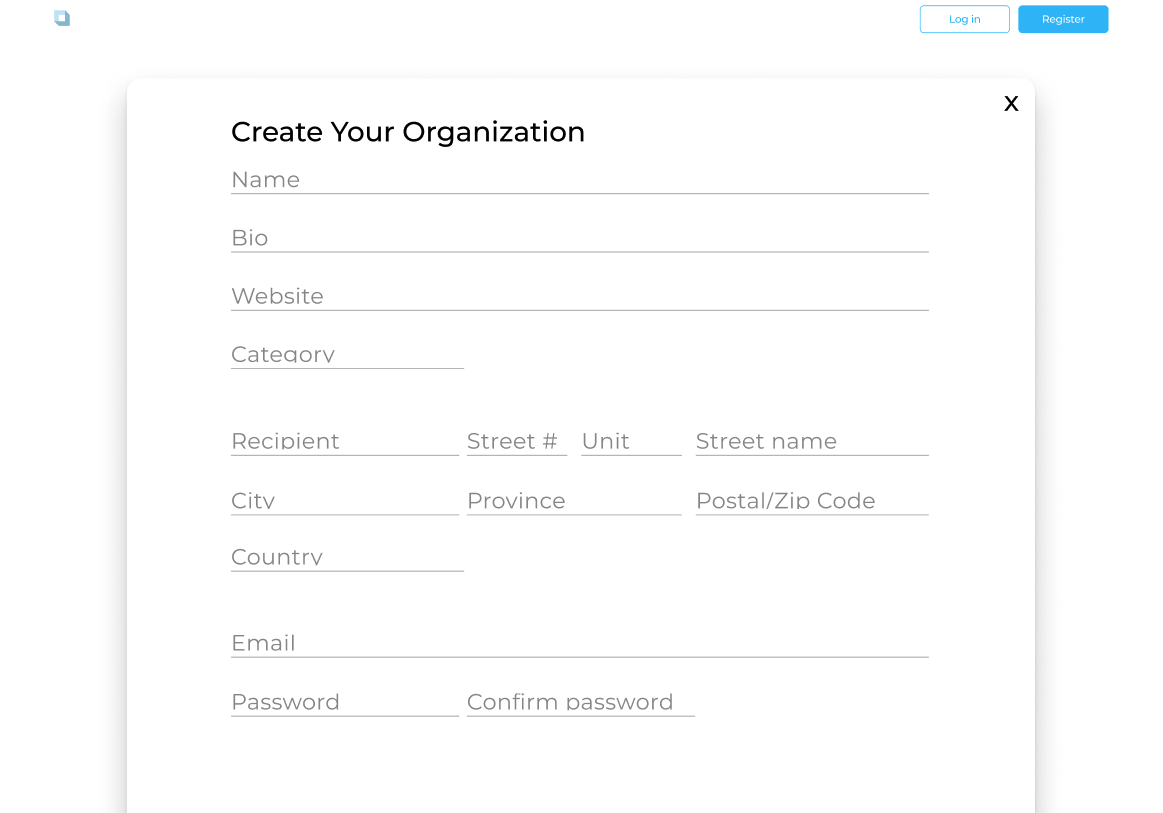 Log in Register
X
Create Your Organization
Name
Bio
Website
Category
Recipient Street # Unit Street name
City Province Postal/Zip Code
Country
Email
Password Confirm password